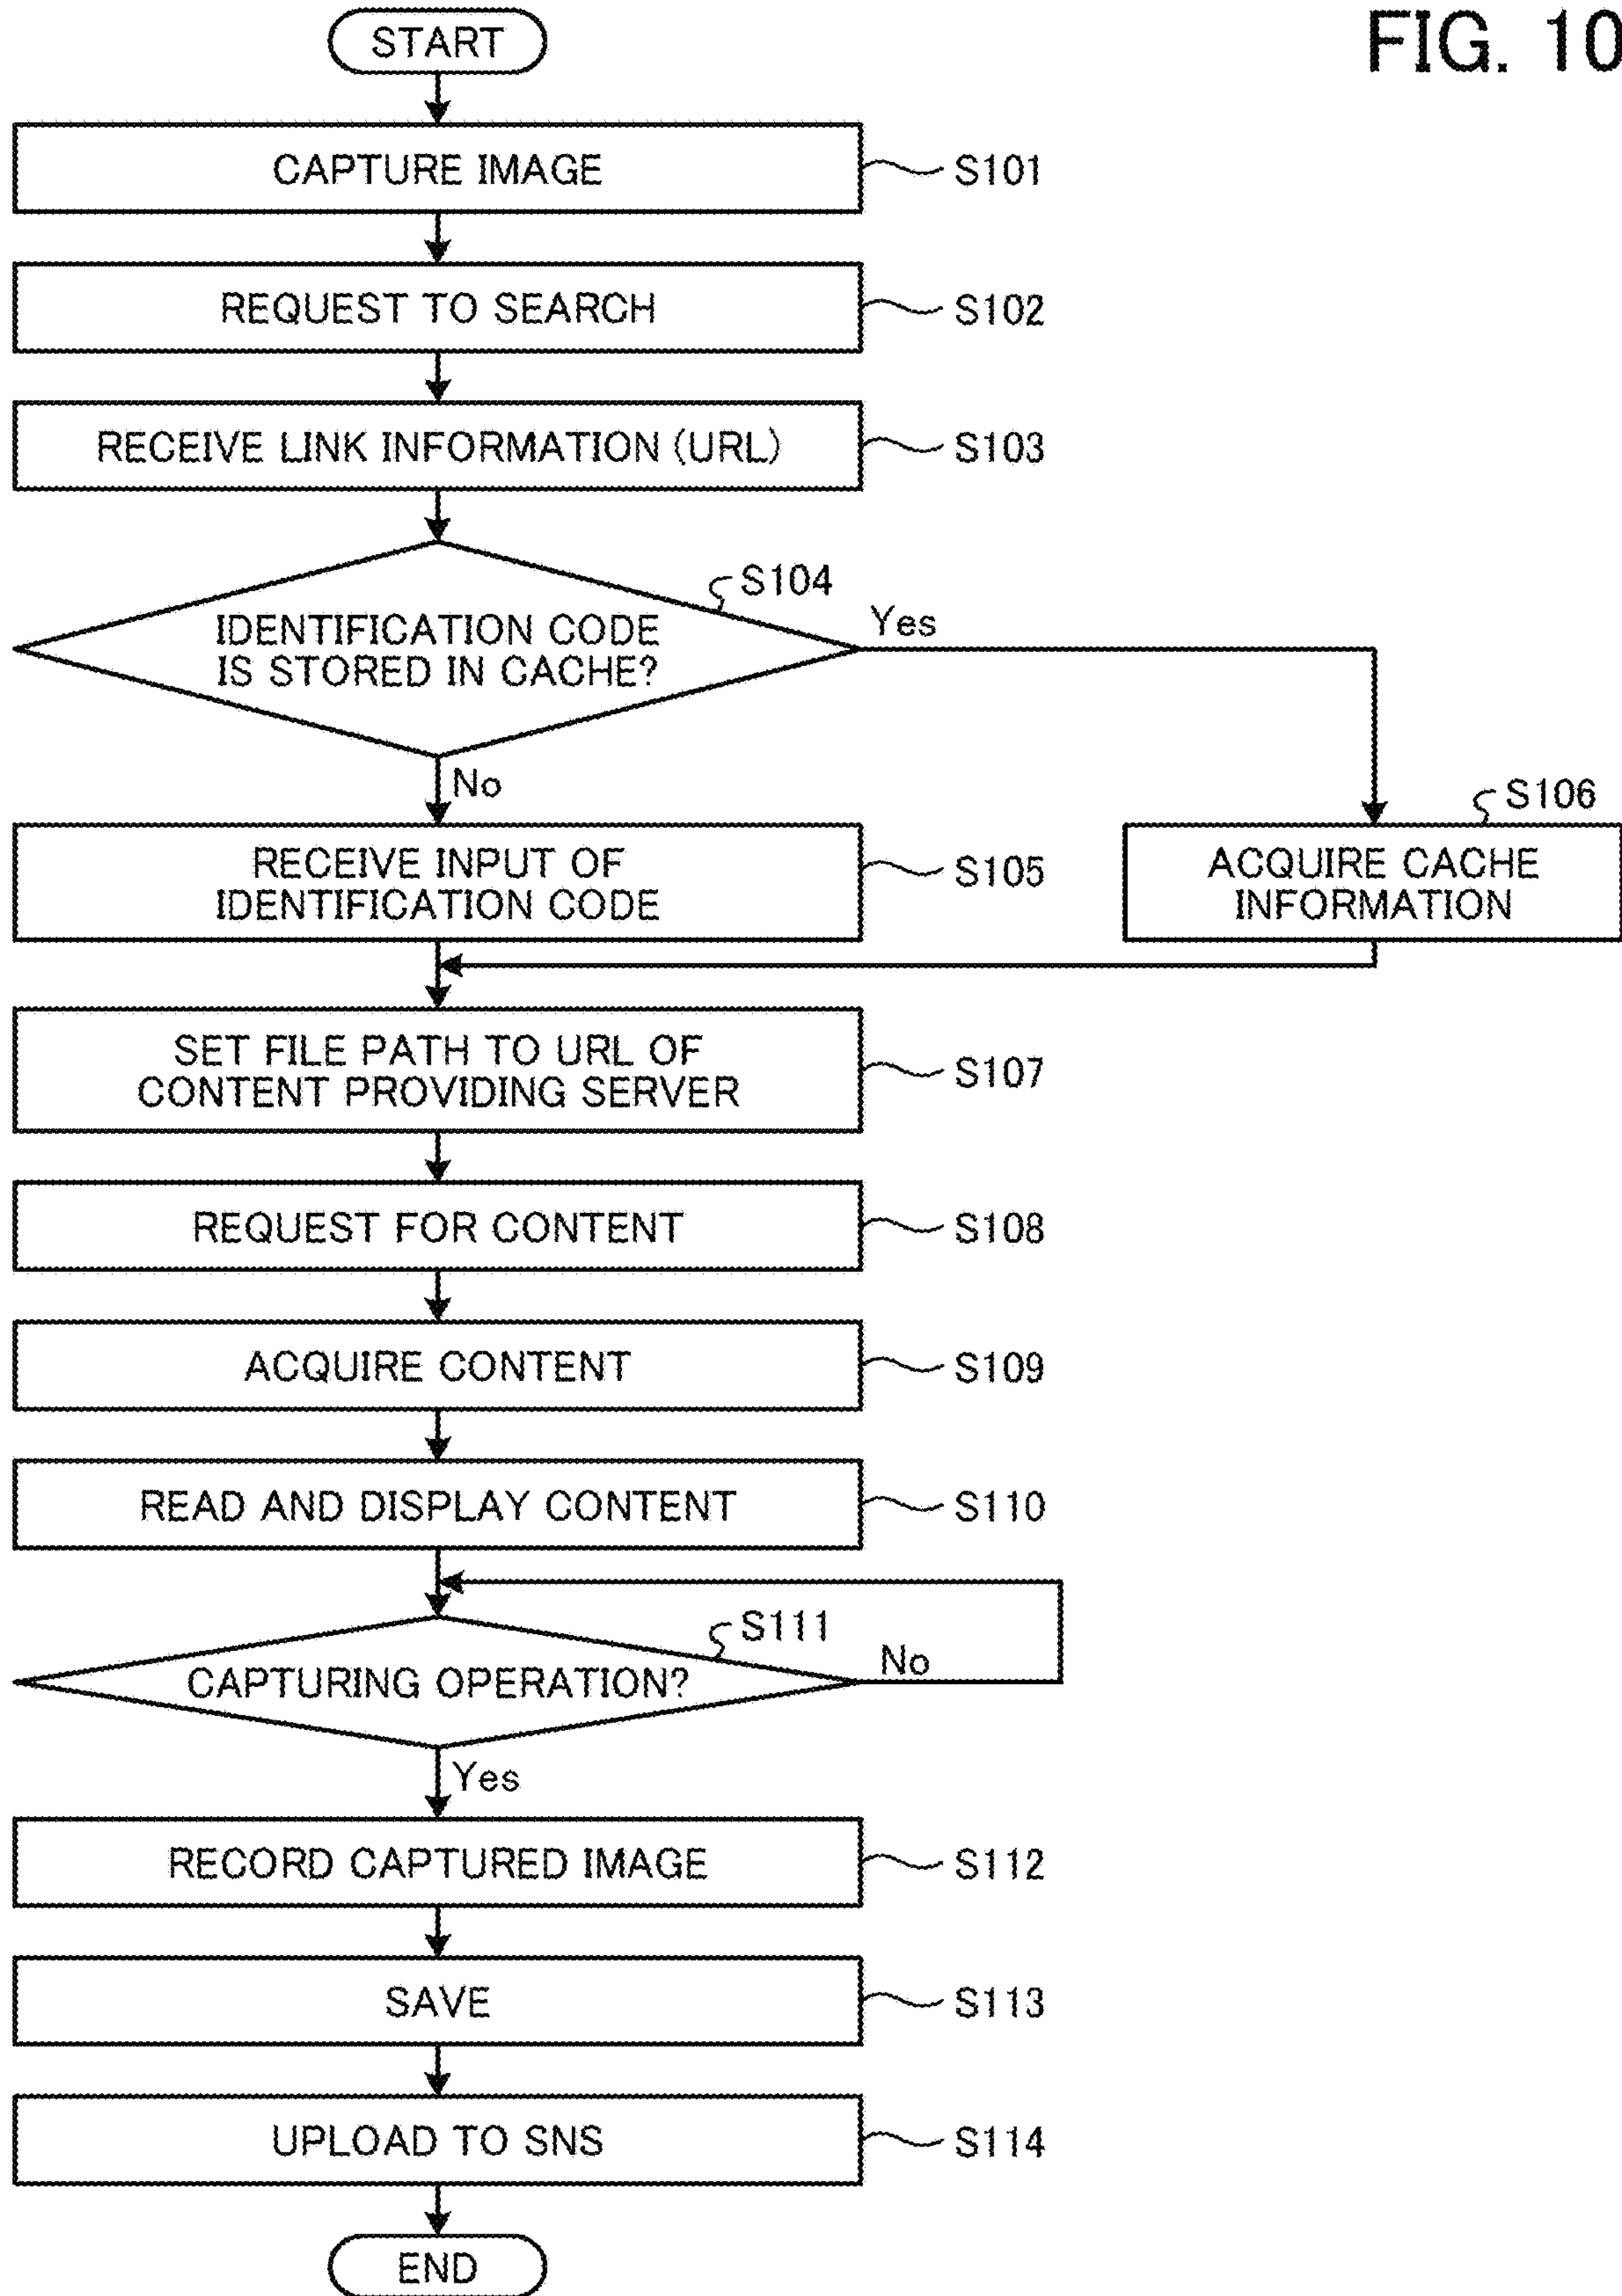 FIG. 10
START
CAPTURE IMAGE
S101
REQUEST TO SEARCH
S102
RECEIVE LINK INFORMATION (URL)
S103
S104
IDENTIFICATION CODE
IS STORED IN CACHE?
Yes
No
S106
RECEIVE INPUT OF
IDENTIFICATION CODE
S105
ACQUIRE CACHE
INFORMATION
SET FILE PATH TO URL OF
CONTENT PROVIDING SERVER
S107
REQUEST FOR CONTENT
S108
ACQUIRE CONTENT
S109
READ AND DISPLAY CONTENT
S110
S111
CAPTURING OPERATION?
No
Yes
RECORD CAPTURED IMAGE
S112
SAVE
S113
UPLOAD TO SNS
S114
END